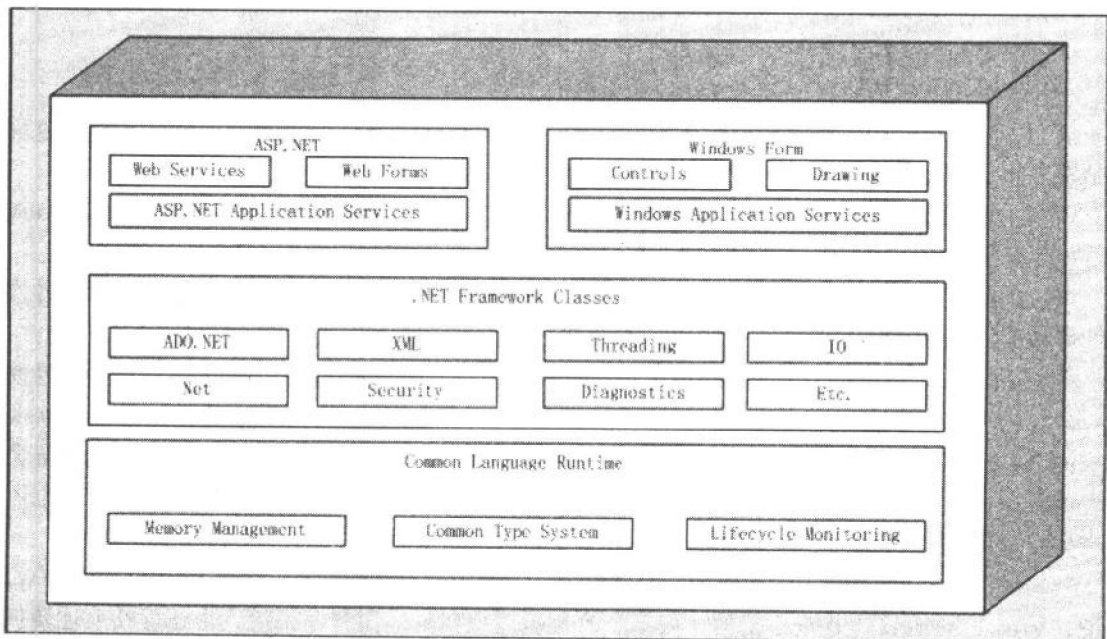 ASP.NET
Web Services
Web Forms
ASP.NET Application Services
Windows Form
Controls
Drawing
Windows Application Services
.NET Framework Classes
ADO.NET
XML
Threading
IO
Net
Security
Diagnostics
Etc.
Common Language Runtime
Memory Management
Common Type System
Lifecycle Monitoring